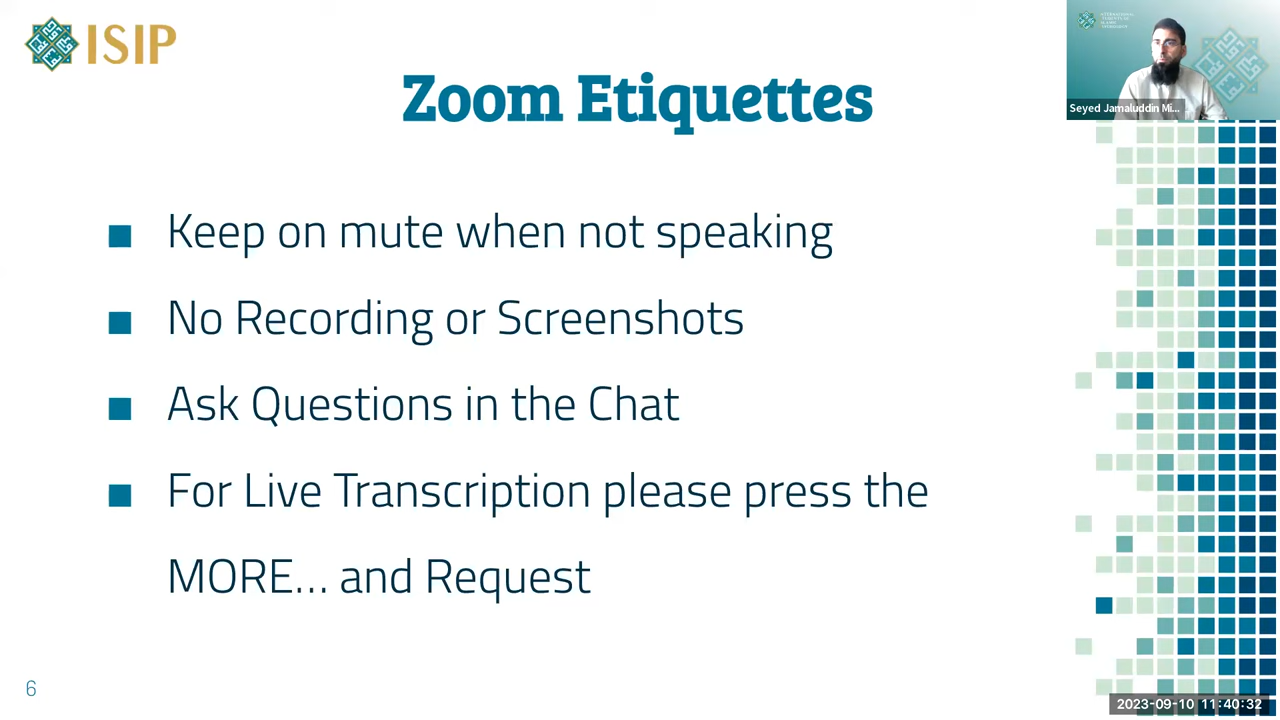 ISIP
Zoom Etiquettes
Keep on mute when not speaking
No Recording or Screenshots
Ask Questions in the Chat
For Live Transcription please press the
MORE... and Request
6
Seyed Jamaluddin Mi...
2023-09-10 11:40:32